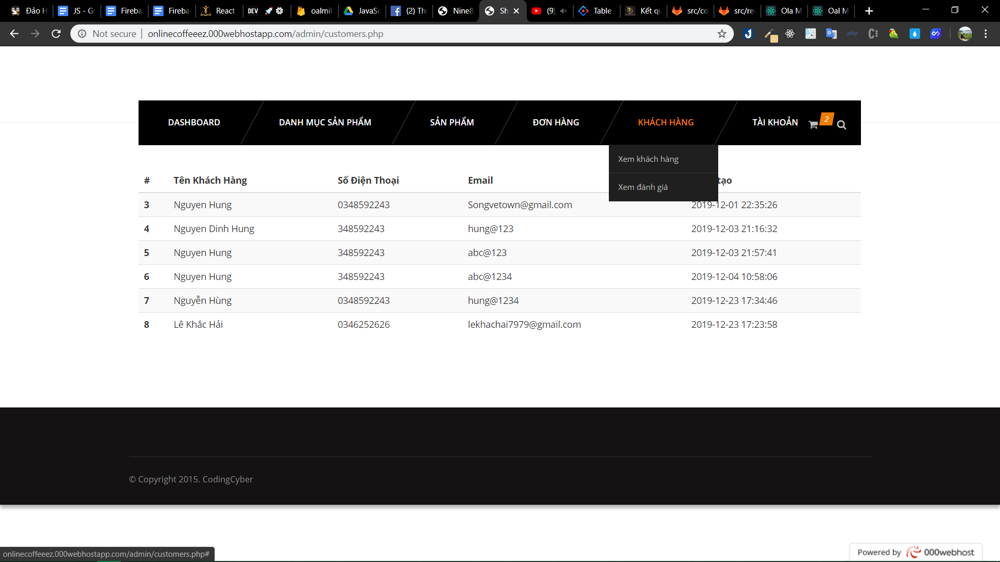 Đảo H JS - Go Fireba Fireba React DEV oalmil JavaSc (2) Th Nine8 Sh (9) Table Kết qu src/co src/re Ola M Oal M
Not secure | onlinecoffeeez.000webhostapp.com/admin/customers.php
DASHBOARD DANH MỤC SẢN PHẨM SẢN PHẨM ĐƠN HÀNG KHÁCH HÀNG TÀI KHOẢN 2
Xem khách hàng
Xem đánh giá
# Tên Khách Hàng Số Điện Thoại Email tạo
3 Nguyen Hung 0348592243 Songvetown@gmail.com 2019-12-01 22:35:26
4 Nguyen Dinh Hung 348592243 hung@123 2019-12-03 21:16:32
5 Nguyen Hung 348592243 abc@123 2019-12-03 21:57:41
6 Nguyen Hung 348592243 abc@1234 2019-12-04 10:58:06
7 Nguyễn Hùng 0348592243 hung@1234 2019-12-23 17:34:46
8 Lê Khắc Hải 0346252626 lekhachai7979@gmail.com 2019-12-23 17:23:58
© Copyright 2015. CodingCyber
onlinecoffeeez.000webhostapp.com/admin/customers.php#
Powered by 000webhost